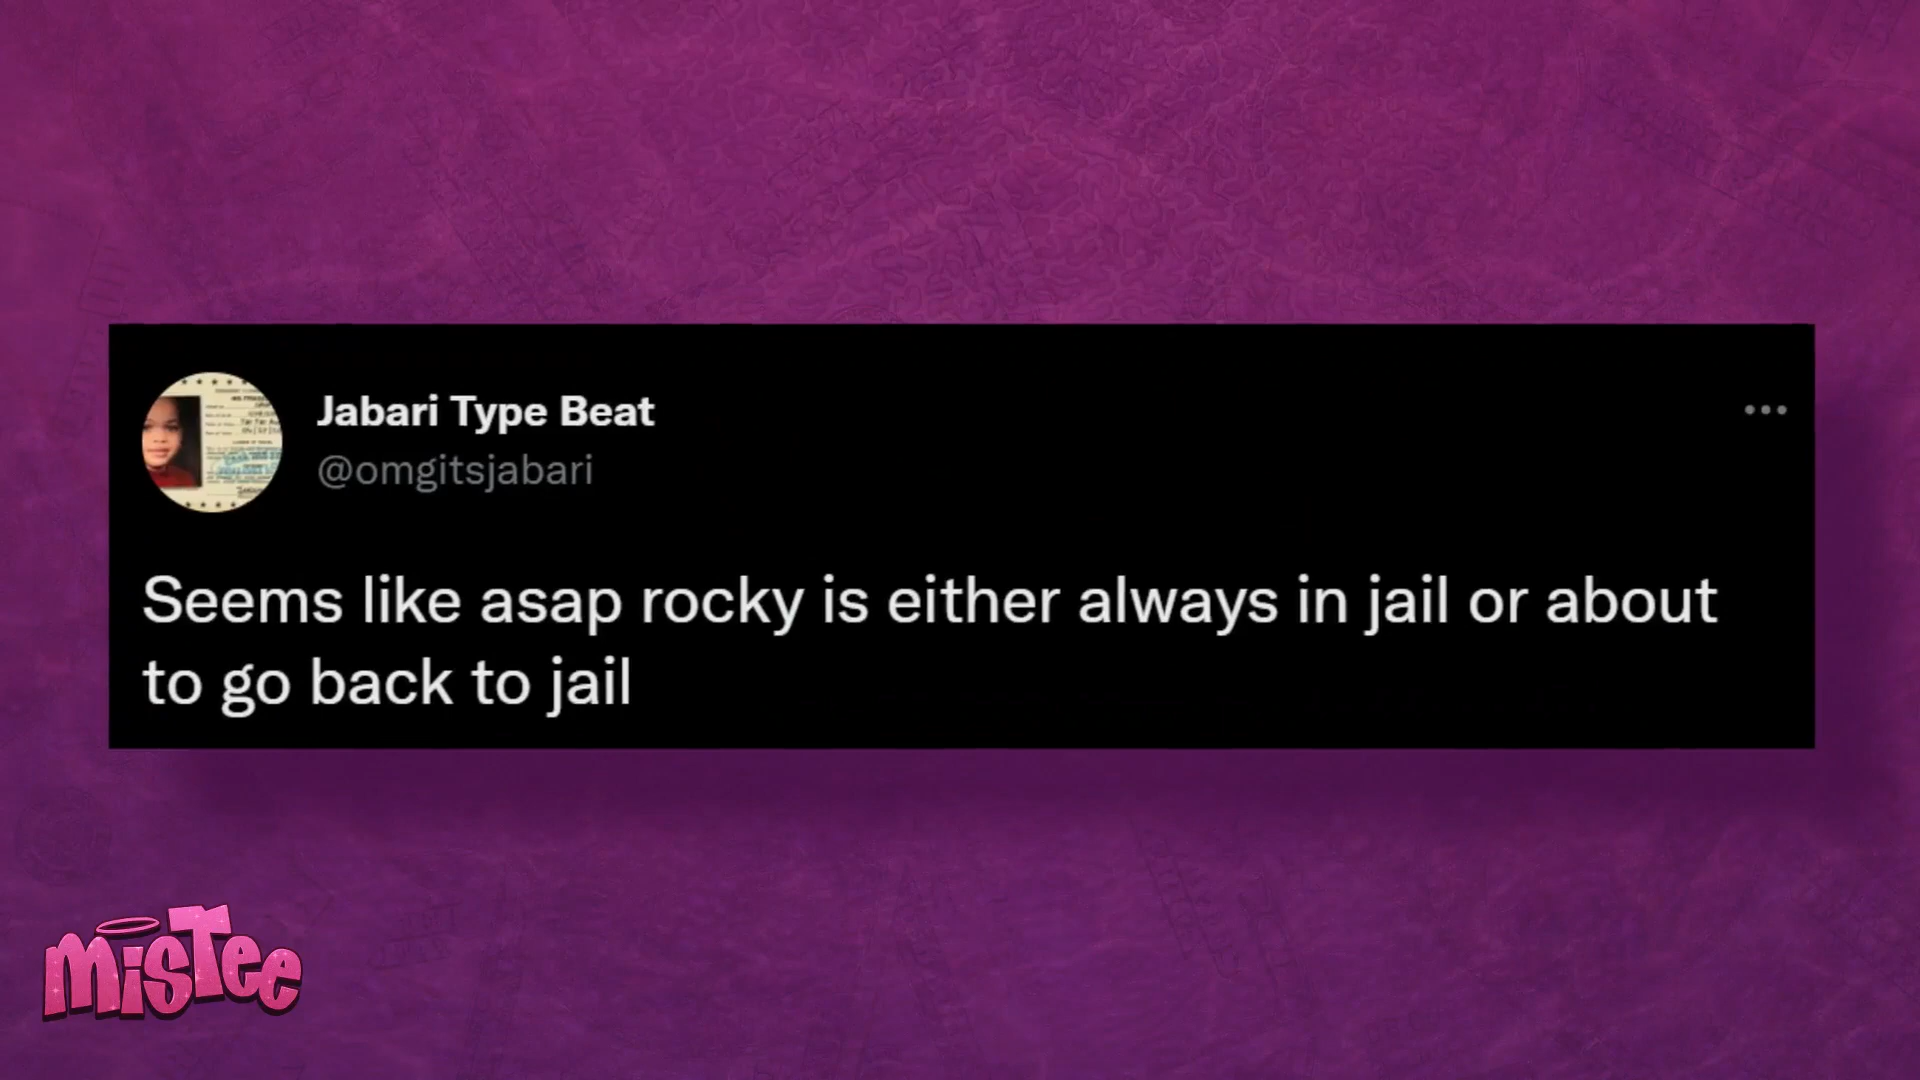 Jabari Type Beat
@omgitsjabari
Seems like asap rocky is either always in jail or about
to go back to jail
misTee